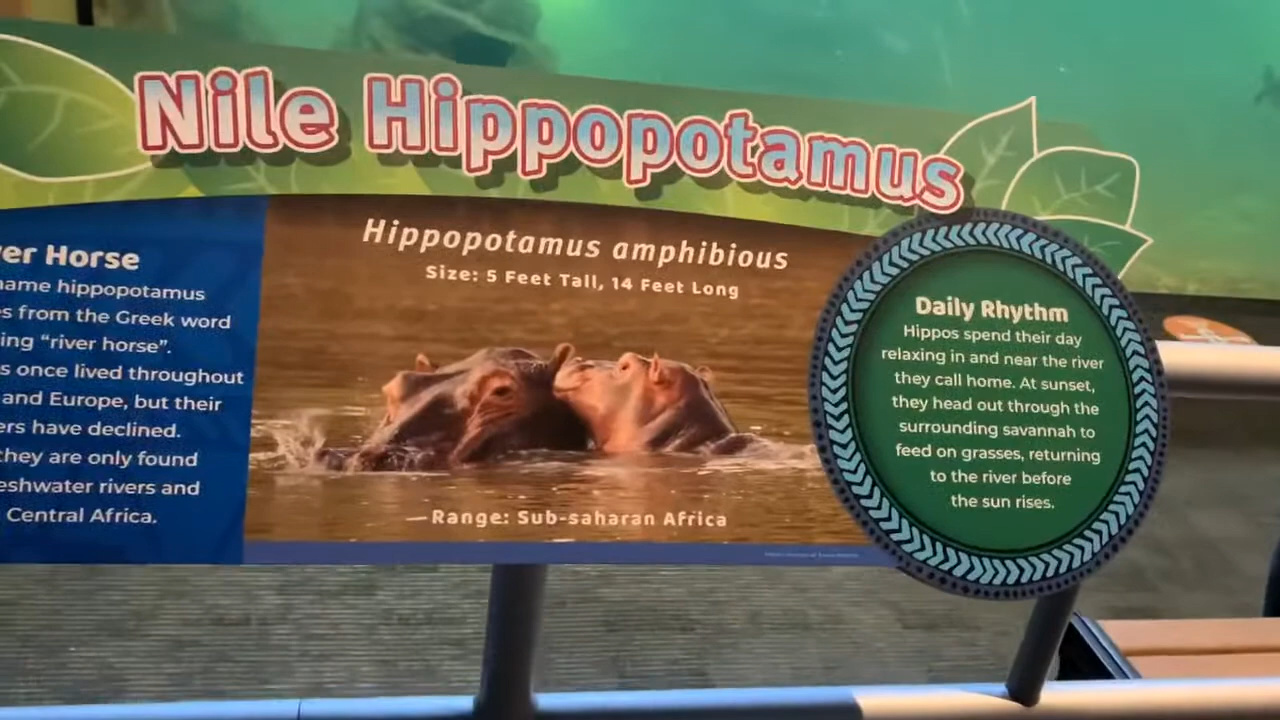 Nile Hippopotamus
er Horse
name hippopotamus
s from the Greek word
ing “river horse”.
s once lived throughout
and Europe, but their
ers have declined.
they are only found
eshwater rivers and
Central Africa.
Hippopotamus amphibious
Size: 5 Feet Tall, 14 Feet Long
—Range: Sub-saharan Africa
Daily Rhythm
Hippos spend their day
relaxing in and near the river
they call home. At sunset,
they head out through the
surrounding savannah to
feed on grasses, returning
to the river before
the sun rises.